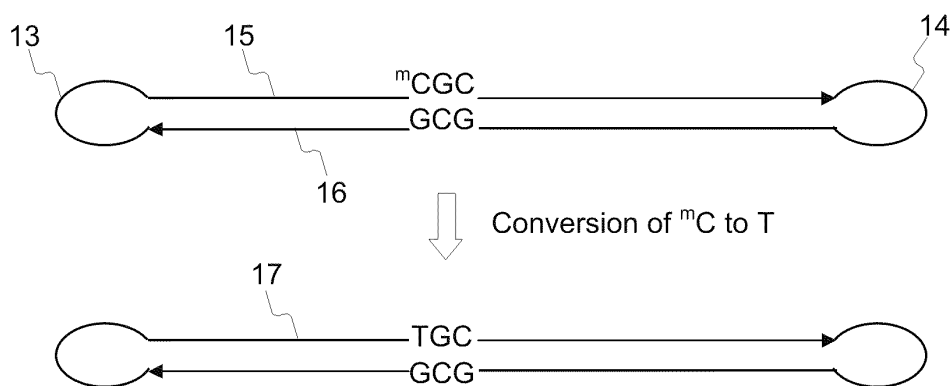 13
15
14
ᵐCGC
GCG
16
Conversion of ᵐC to T
17
TGC
GCG